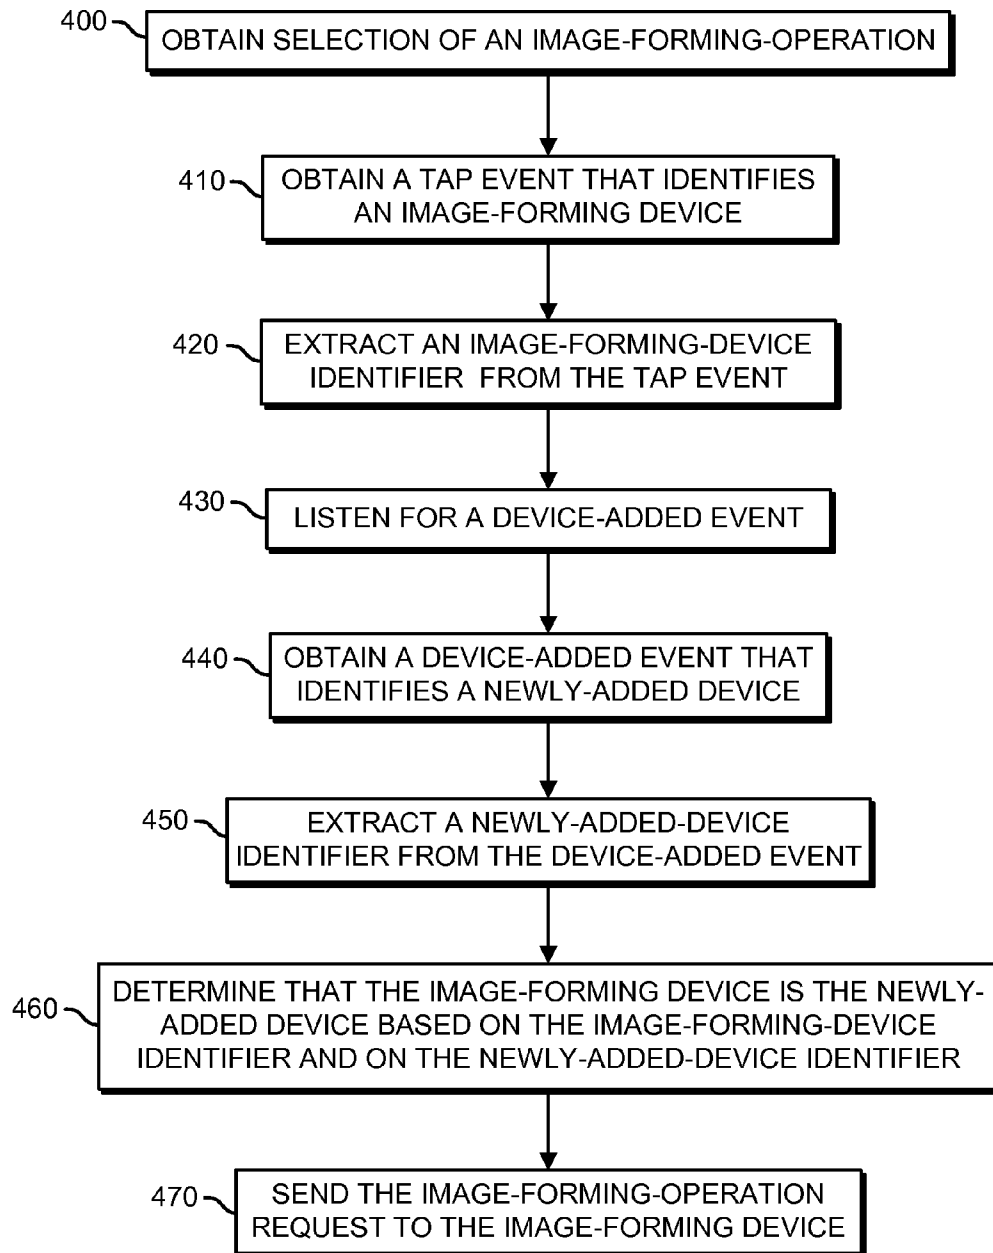 400
OBTAIN SELECTION OF AN IMAGE-FORMING-OPERATION
410
OBTAIN A TAP EVENT THAT IDENTIFIES
AN IMAGE-FORMING DEVICE
420
EXTRACT AN IMAGE-FORMING-DEVICE
IDENTIFIER FROM THE TAP EVENT
430
LISTEN FOR A DEVICE-ADDED EVENT
440
OBTAIN A DEVICE-ADDED EVENT THAT
IDENTIFIES A NEWLY-ADDED DEVICE
450
EXTRACT A NEWLY-ADDED-DEVICE
IDENTIFIER FROM THE DEVICE-ADDED EVENT
460
DETERMINE THAT THE IMAGE-FORMING DEVICE IS THE NEWLY-
ADDED DEVICE BASED ON THE IMAGE-FORMING-DEVICE
IDENTIFIER AND ON THE NEWLY-ADDED-DEVICE IDENTIFIER
470
SEND THE IMAGE-FORMING-OPERATION
REQUEST TO THE IMAGE-FORMING DEVICE